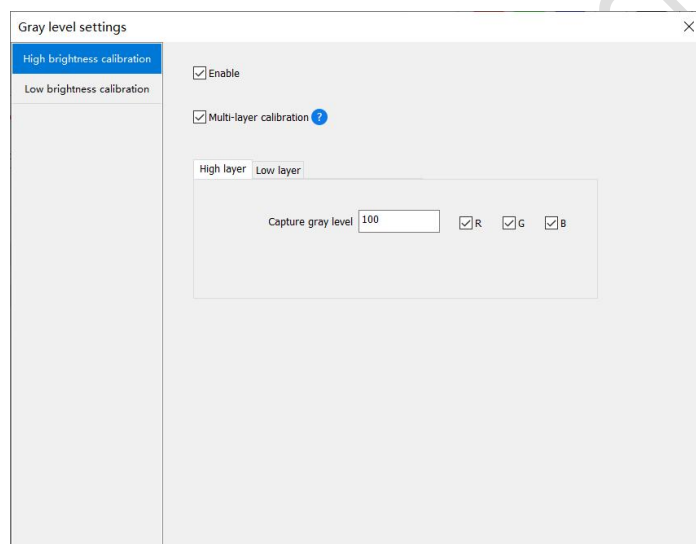 Gray level settings
High brightness calibration
Low brightness calibration
Enable
Multi-layer calibration ?
High layer Low layer
Capture gray level 100 R G B